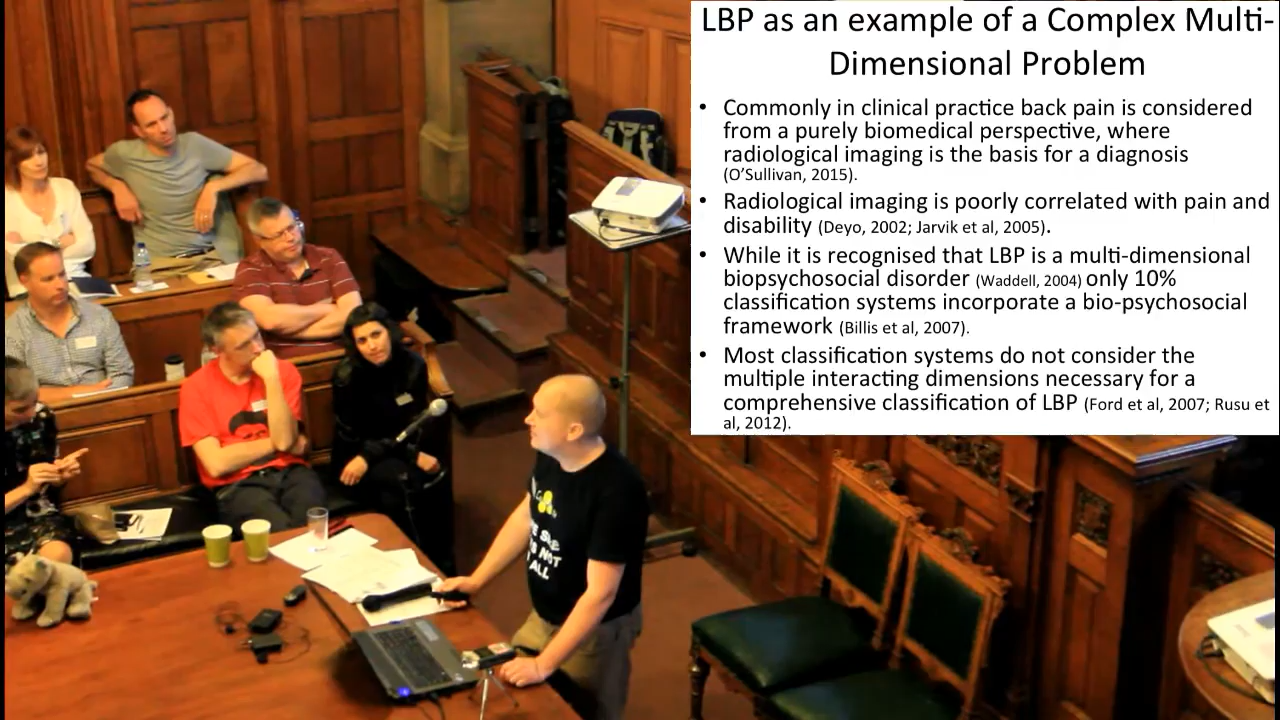 LBP as an example of a Complex Multi-
Dimensional Problem
• Commonly in clinical practice back pain is considered
from a purely biomedical perspective, where
radiological imaging is the basis for a diagnosis
(O’Sullivan, 2015).
• Radiological imaging is poorly correlated with pain and
disability (Deyo, 2002; Jarvik et al, 2005).
• While it is recognised that LBP is a multi-dimensional
biopsychosocial disorder (Waddell, 2004) only 10%
classification systems incorporate a bio-psychosocial
framework (Billis et al, 2007).
• Most classification systems do not consider the
multiple interacting dimensions necessary for a
comprehensive classification of LBP (Ford et al, 2007; Rusu et
al, 2012).
NOT
ALL